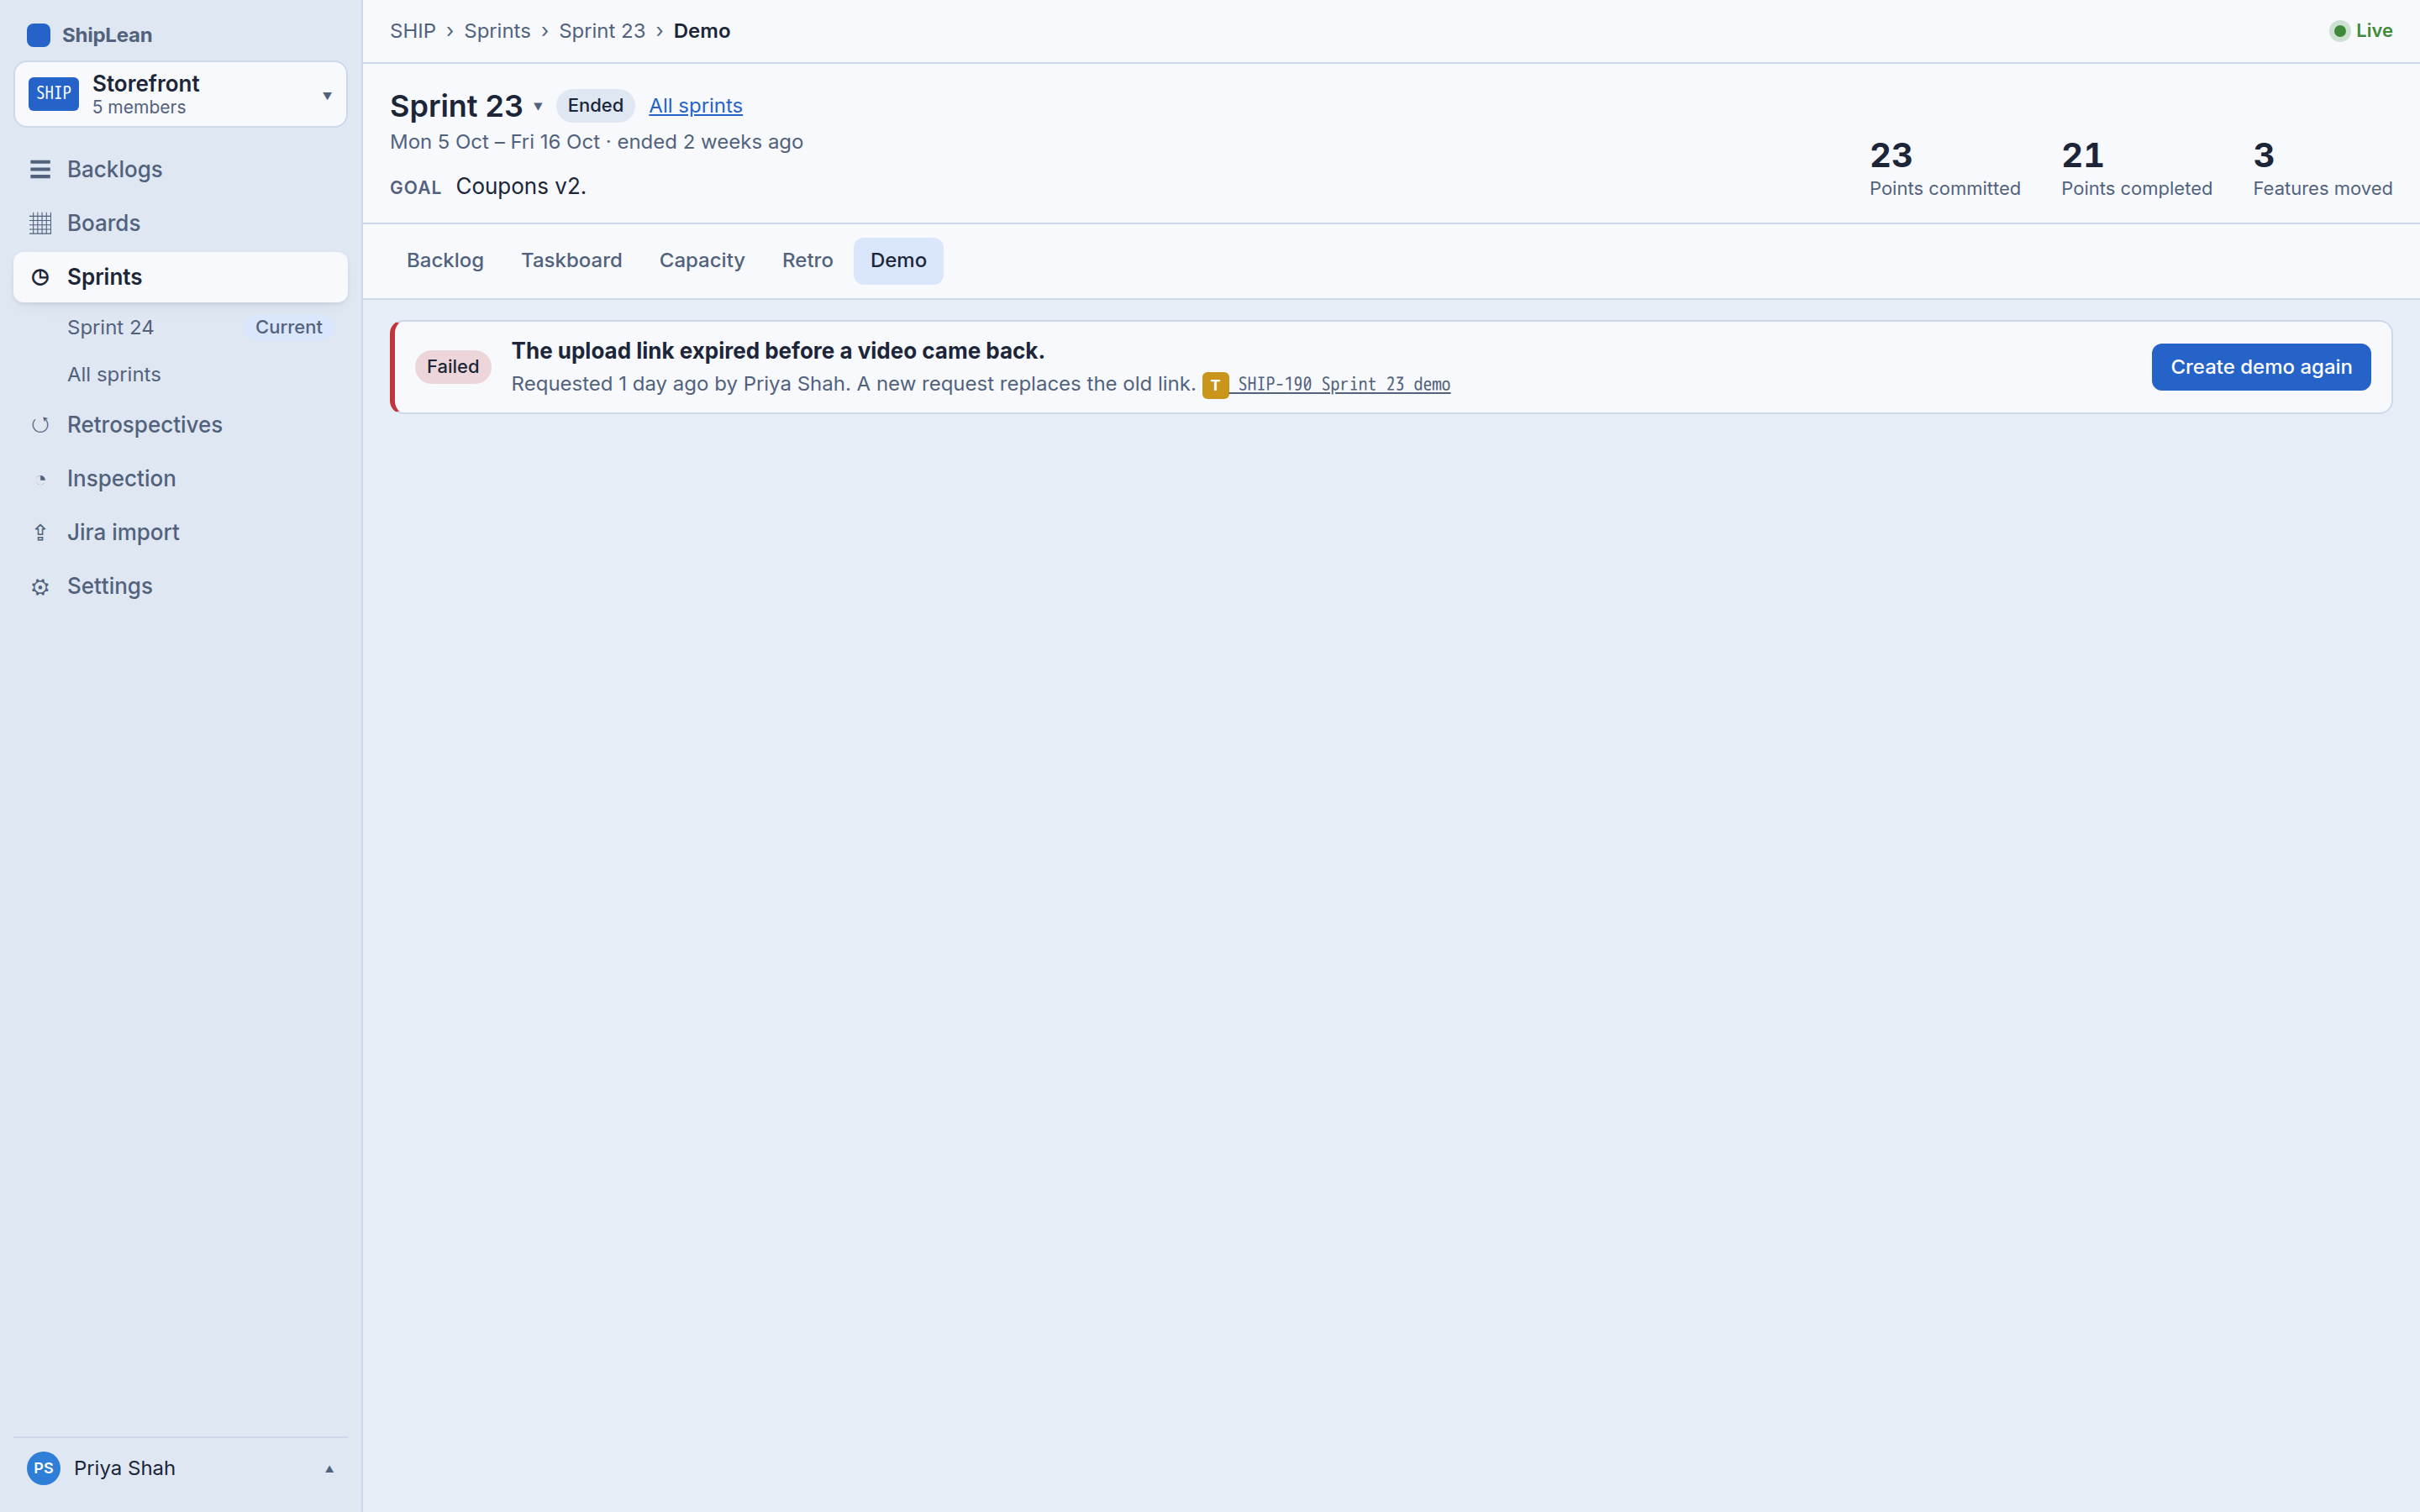 ShipLean
SHIP
Storefront
5 members
Backlogs
Boards
Sprints
Sprint 24
Current
All sprints
Retrospectives
Inspection
Jira import
Settings
PS
Priya Shah
SHIP › Sprints › Sprint 23 › Demo
Live
Sprint 23
Ended
All sprints
Mon 5 Oct – Fri 16 Oct · ended 2 weeks ago
GOAL Coupons v2.
23
Points committed
21
Points completed
3
Features moved
Backlog
Taskboard
Capacity
Retro
Demo
Failed
The upload link expired before a video came back.
Requested 1 day ago by Priya Shah. A new request replaces the old link. T SHIP-190 Sprint 23 demo
Create demo again